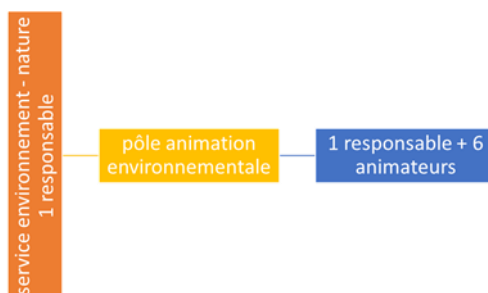 service environnement - nature
1 responsable
pôle animation
environnementale
1 responsable + 6
animateurs